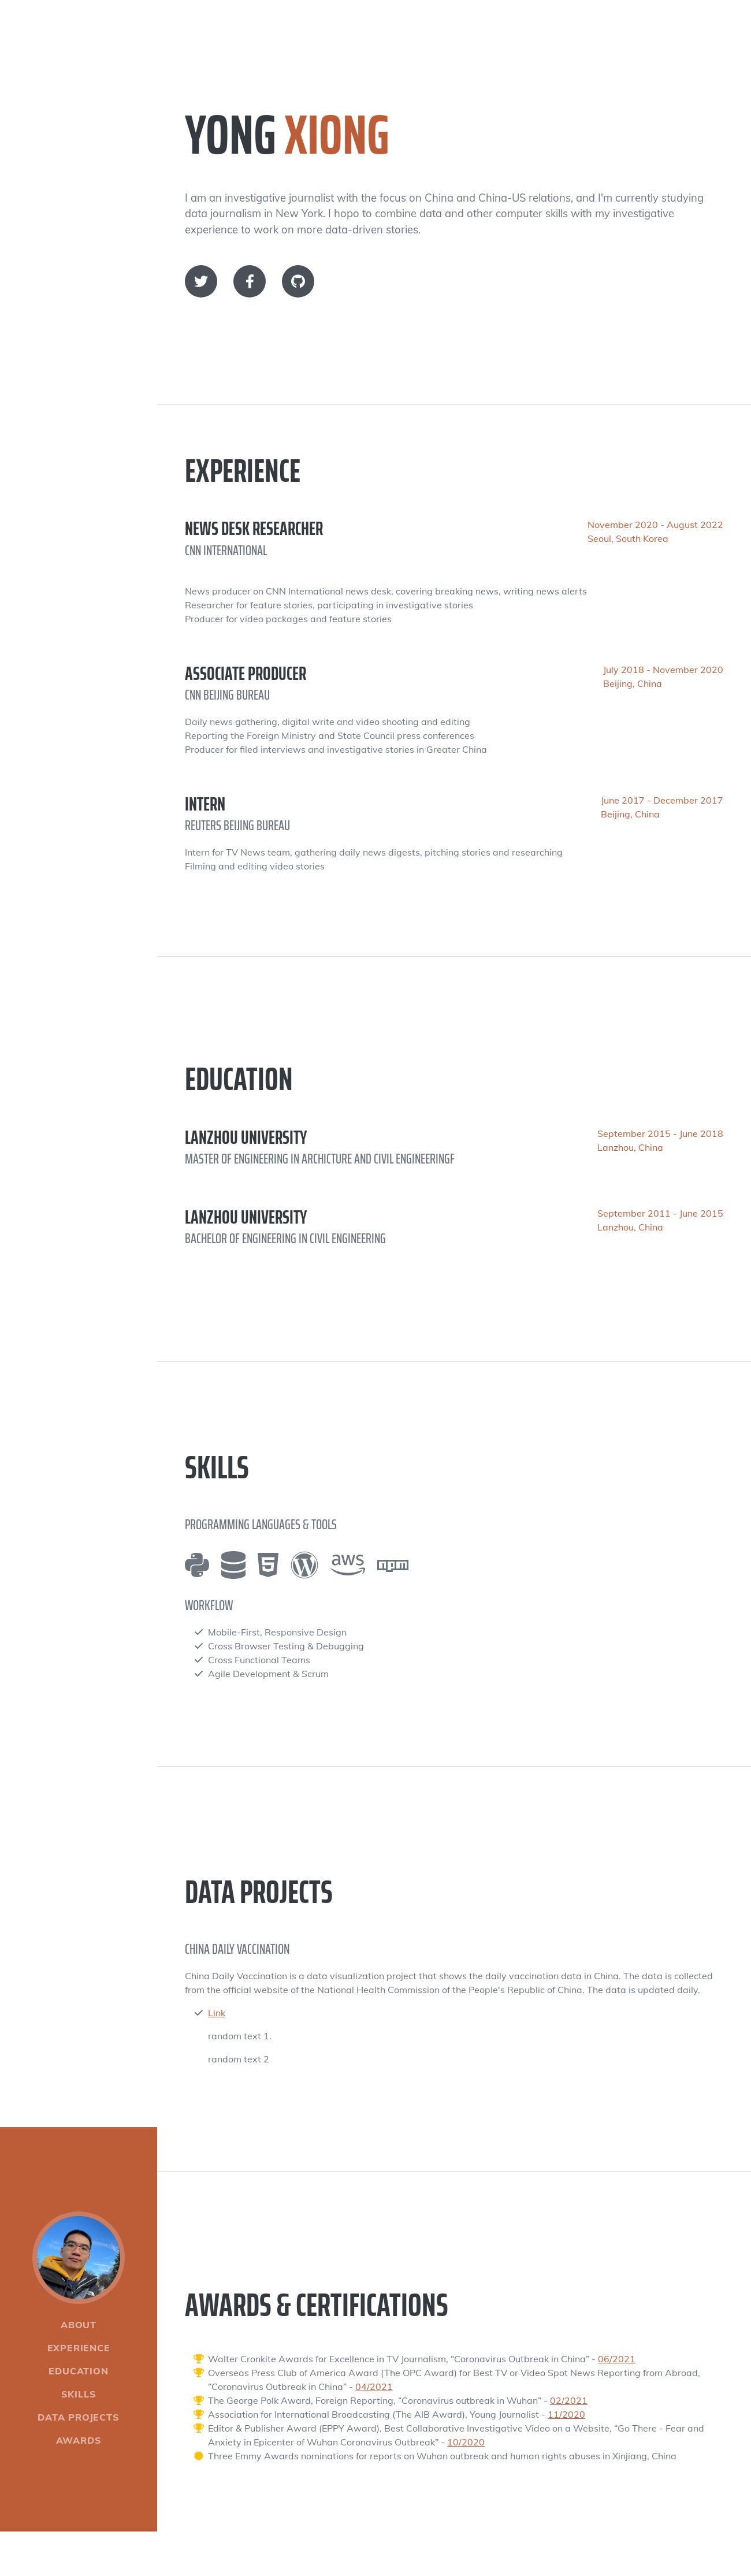 YONG XIONG
I am an investigative journalist with the focus on China and China-US relations, and I'm currently studying
data journalism in New York. I hopo to combine data and other computer skills with my investigative
experience to work on more data-driven stories.
EXPERIENCE
NEWS DESK RESEARCHER
November 2020 - August 2022
CNN INTERNATIONAL
Seoul, South Korea
News producer on CNN International news desk, covering breaking news, writing news alerts
Researcher for feature stories, participating in investigative stories
Producer for video packages and feature stories
ASSOCIATE PRODUCER
July 2018 - November 2020
CNN BEIJING BUREAU
Beijing, China
Daily news gathering, digital write and video shooting and editing
Reporting the Foreign Ministry and State Council press conferences
Producer for filed interviews and investigative stories in Greater China
INTERN
June 2017 - December 2017
REUTERS BEIJING BUREAU
Beijing, China
Intern for TV News team, gathering daily news digests, pitching stories and researching
Filming and editing video stories
EDUCATION
LANZHOU UNIVERSITY
September 2015 - June 2018
MASTER OF ENGINEERING IN ARCHICTURE AND CIVIL ENGINEERINGF
Lanzhou, China
LANZHOU UNIVERSITY
September 2011 - June 2015
BACHELOR OF ENGINEERING IN CIVIL ENGINEERING
Lanzhou, China
SKILLS
PROGRAMMING LANGUAGES & TOOLS
5 W aws npm
WORKFLOW
Mobile-First, Responsive Design
Cross Browser Testing & Debugging
Cross Functional Teams
Agile Development & Scrum
DATA PROJECTS
CHINA DAILY VACCINATION
China Daily Vaccination is a data visualization project that shows the daily vaccination data in China. The data is collected
from the official website of the National Health Commission of the People's Republic of China. The data is updated daily.
Link
random text 1.
random text 2
ABOUT
EXPERIENCE
EDUCATION
SKILLS
DATA PROJECTS
AWARDS
AWARDS & CERTIFICATIONS
Walter Cronkite Awards for Excellence in TV Journalism, “Coronavirus Outbreak in China” - 06/2021
Overseas Press Club of America Award (The OPC Award) for Best TV or Video Spot News Reporting from Abroad,
“Coronavirus Outbreak in China” - 04/2021
The George Polk Award, Foreign Reporting, “Coronavirus outbreak in Wuhan” - 02/2021
Association for International Broadcasting (The AIB Award), Young Journalist - 11/2020
Editor & Publisher Award (EPPY Award), Best Collaborative Investigative Video on a Website, “Go There - Fear and
Anxiety in Epicenter of Wuhan Coronavirus Outbreak” - 10/2020
Three Emmy Awards nominations for reports on Wuhan outbreak and human rights abuses in Xinjiang, China